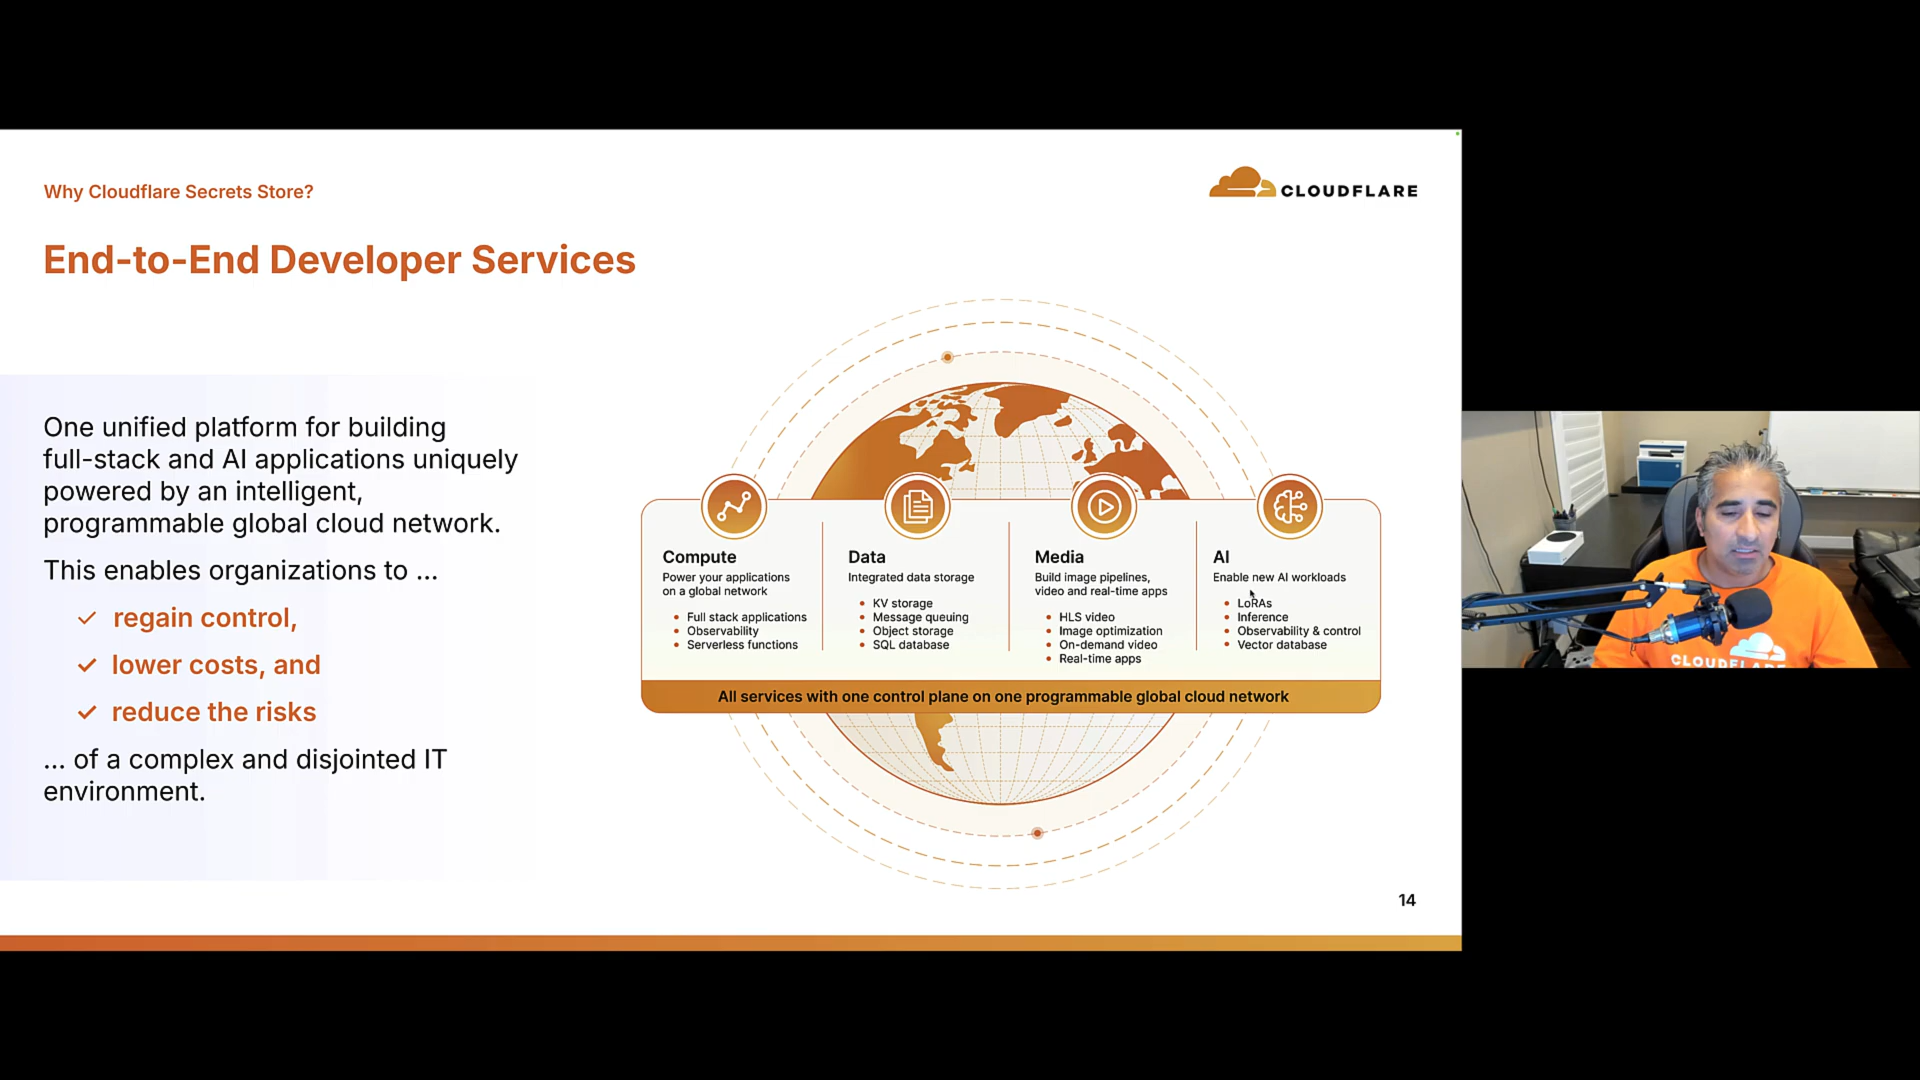 Why Cloudflare Secrets Store?
CLOUDFLARE
End-to-End Developer Services
One unified platform for building
full-stack and AI applications uniquely
powered by an intelligent,
programmable global cloud network.
This enables organizations to ...
✓ regain control,
✓ lower costs, and
✓ reduce the risks
... of a complex and disjointed IT
environment.
Compute
Power your applications
on a global network
• Full stack applications
• Observability
• Serverless functions
Data
Integrated data storage
• KV storage
• Message queuing
• Object storage
• SQL database
Media
Build image pipelines,
video and real-time apps
• HLS video
• Image optimization
• On-demand video
• Real-time apps
AI
Enable new AI workloads
• LoRAs
• Inference
• Observability & control
• Vector database
All services with one control plane on one programmable global cloud network
14
CLOUDFLARE